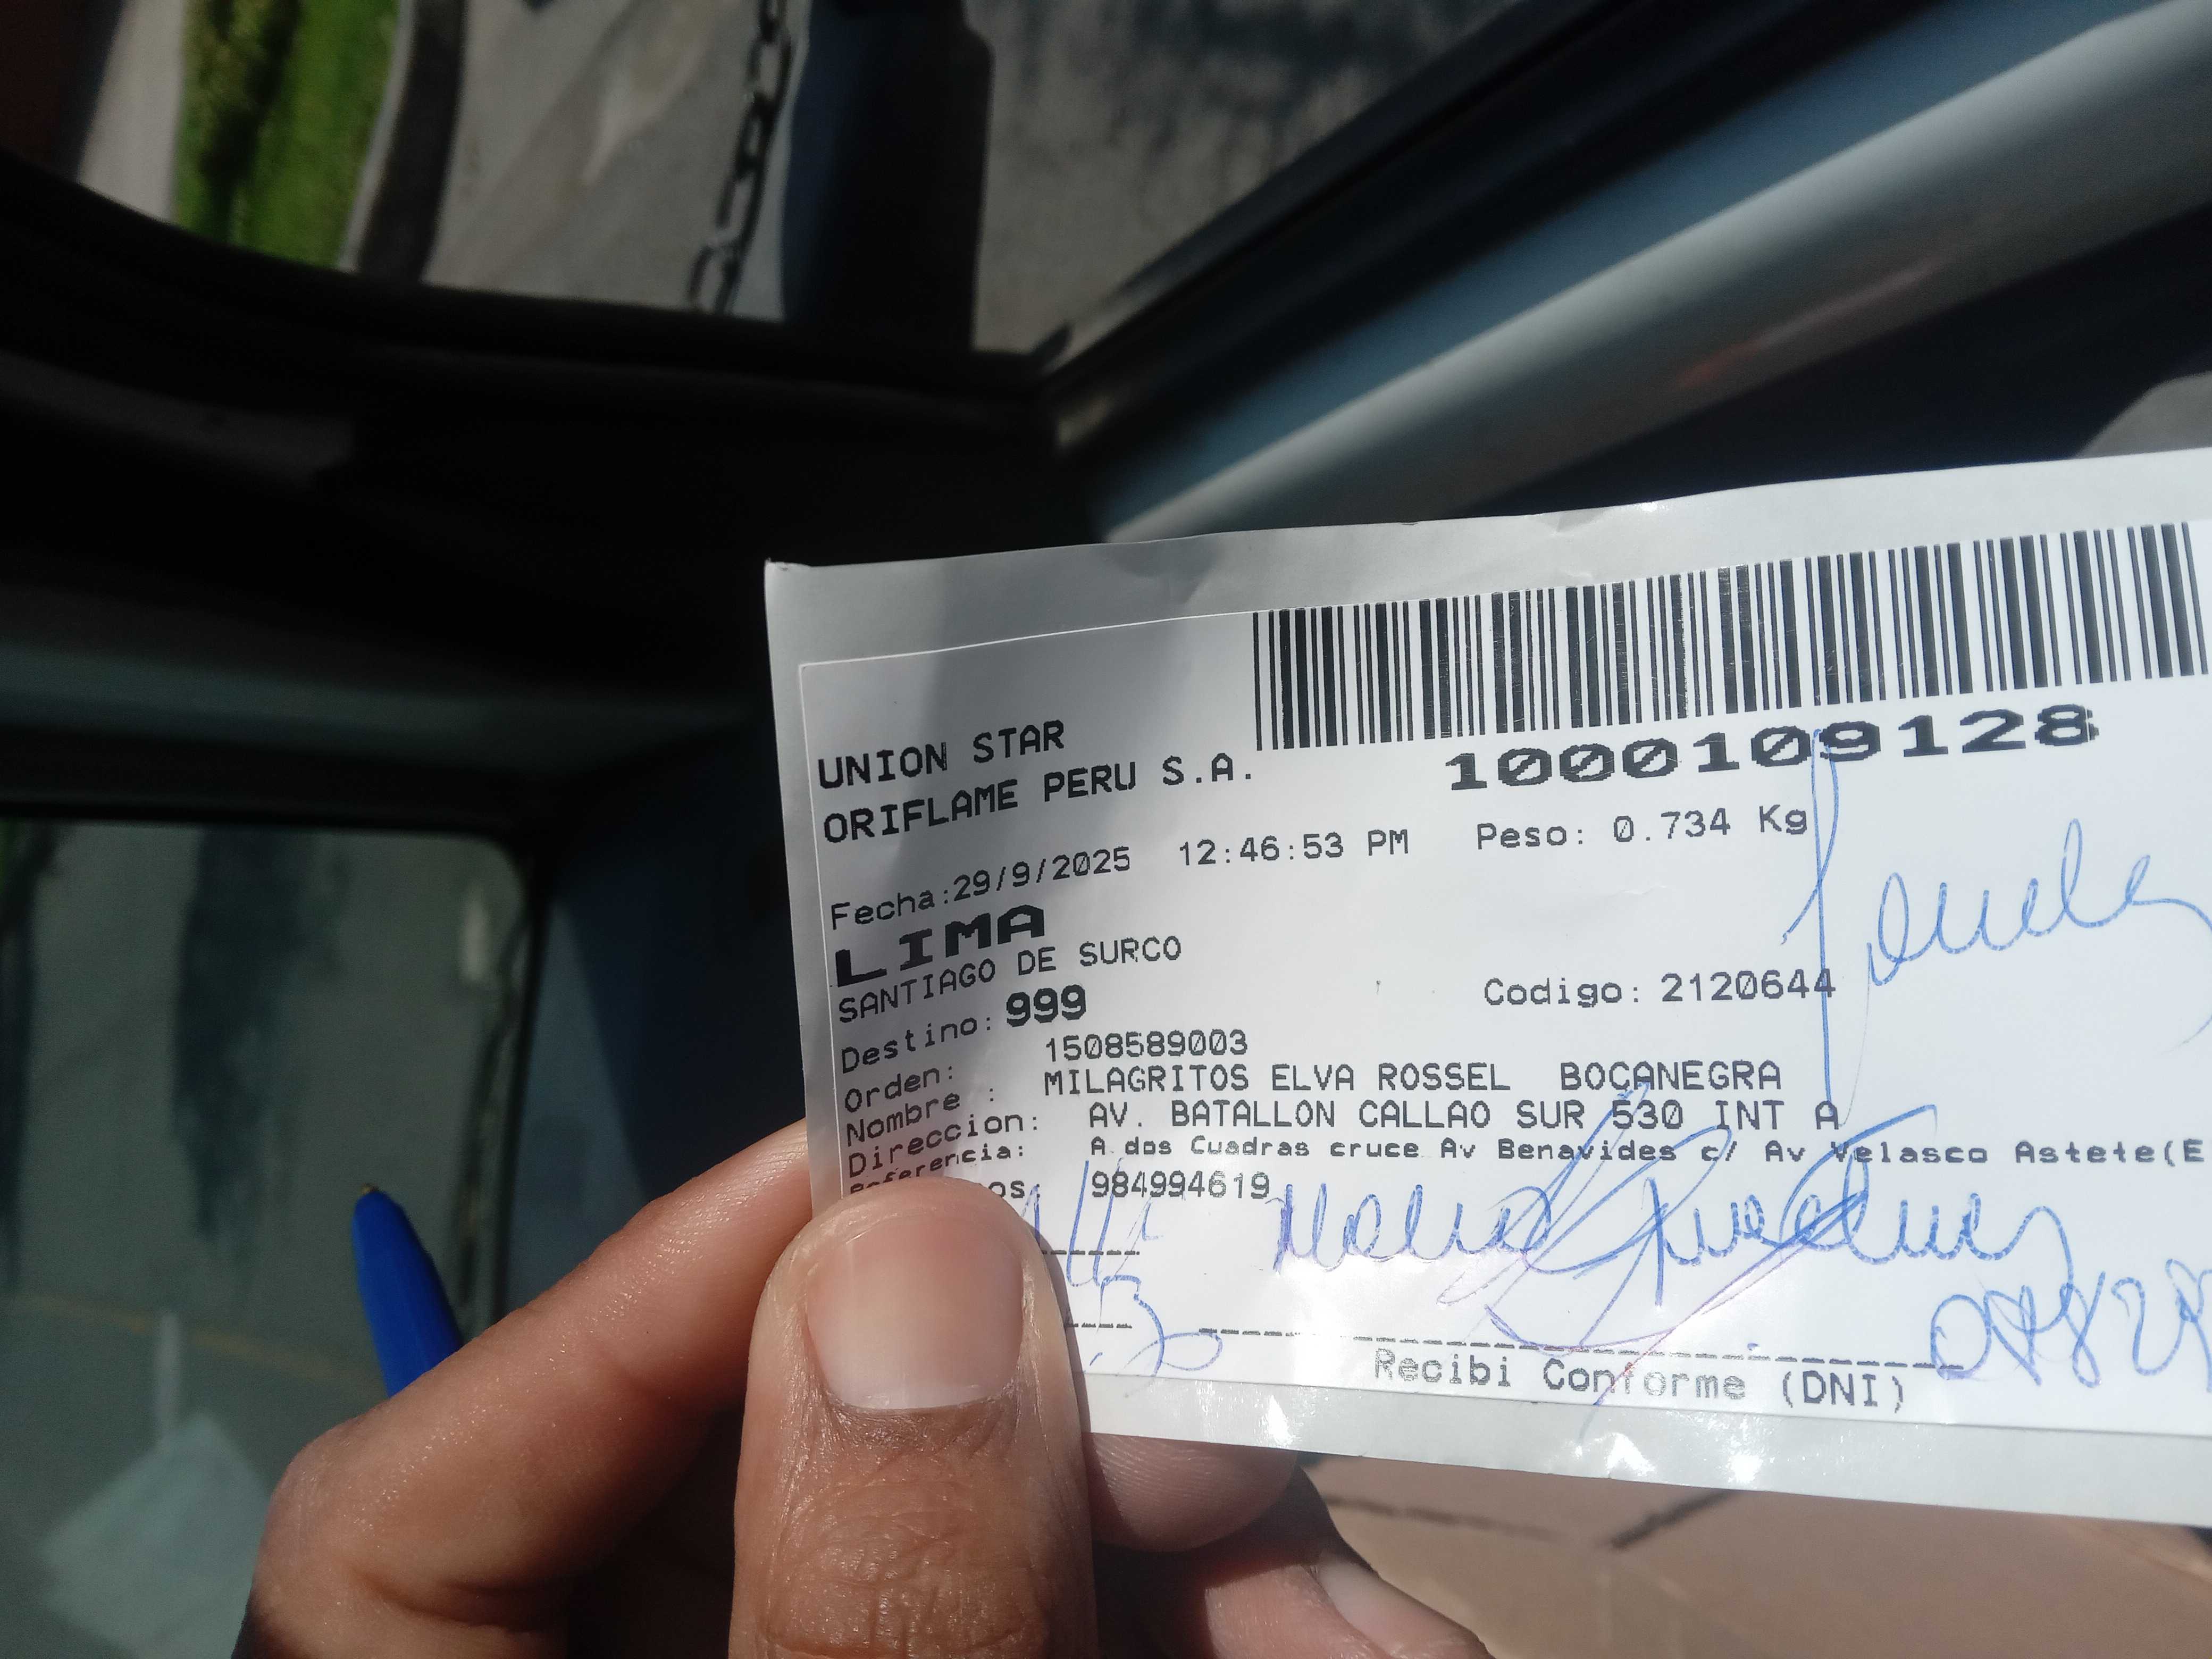 UNION STAR
ORIFLAME PERU S.A.
1000109128
Fecha:29/9/2025 12:46:53 PM Peso: 0.734 Kg
LIMA
SANTIAGO DE SURCO
Destino: 999 Codigo: 2120644
Orden: 1508589003
Nombre : MILAGRITOS ELVA ROSSEL BOCANEGRA
Direccion: AV. BATALLON CALLAO SUR 530 INT A
Referencia: A dos Cuadras cruce Av Benavides c/ Av Velasco Astete(E
os: 984994619
Recibi Conforme (DNI)